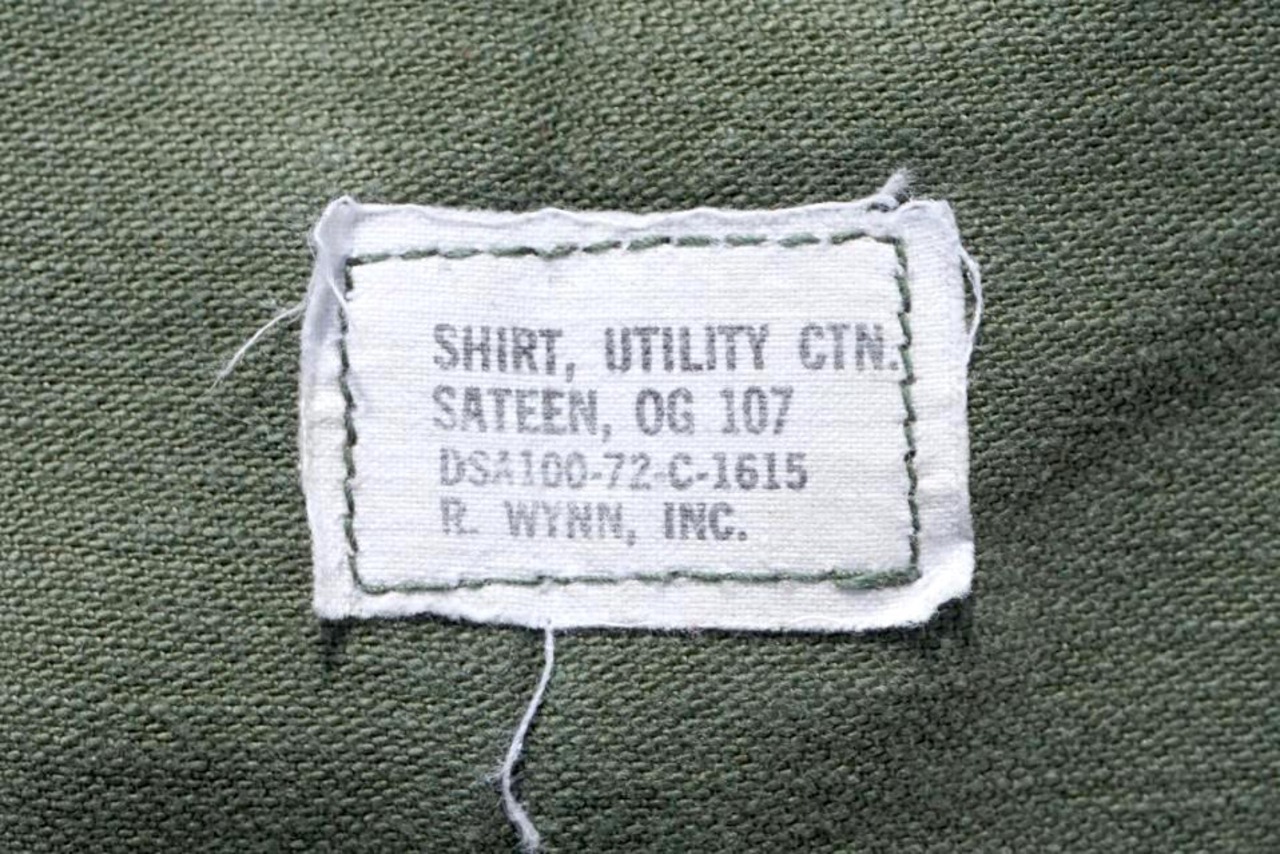 SHIRT, UTILITY CTN.
SATEEN, OG 107
DSA100-72-C-1615
R. WYNN, INC.